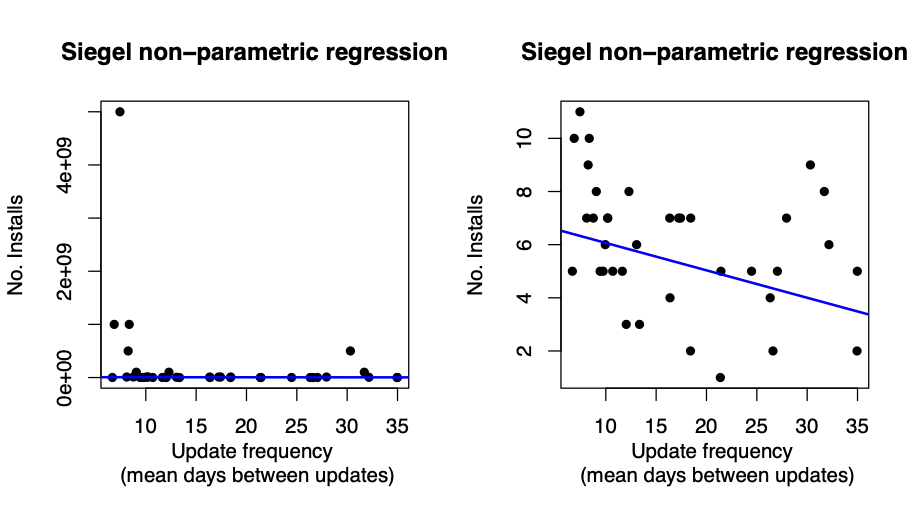 Siegel non−parametric regression
No. Installs
4e+09
2e+09
0e+00
10 15 20 25 30 35
Update frequency
(mean days between updates)
Siegel non−parametric regression
No. Installs
10
8
6
4
2
10 15 20 25 30 35
Update frequency
(mean days between updates)